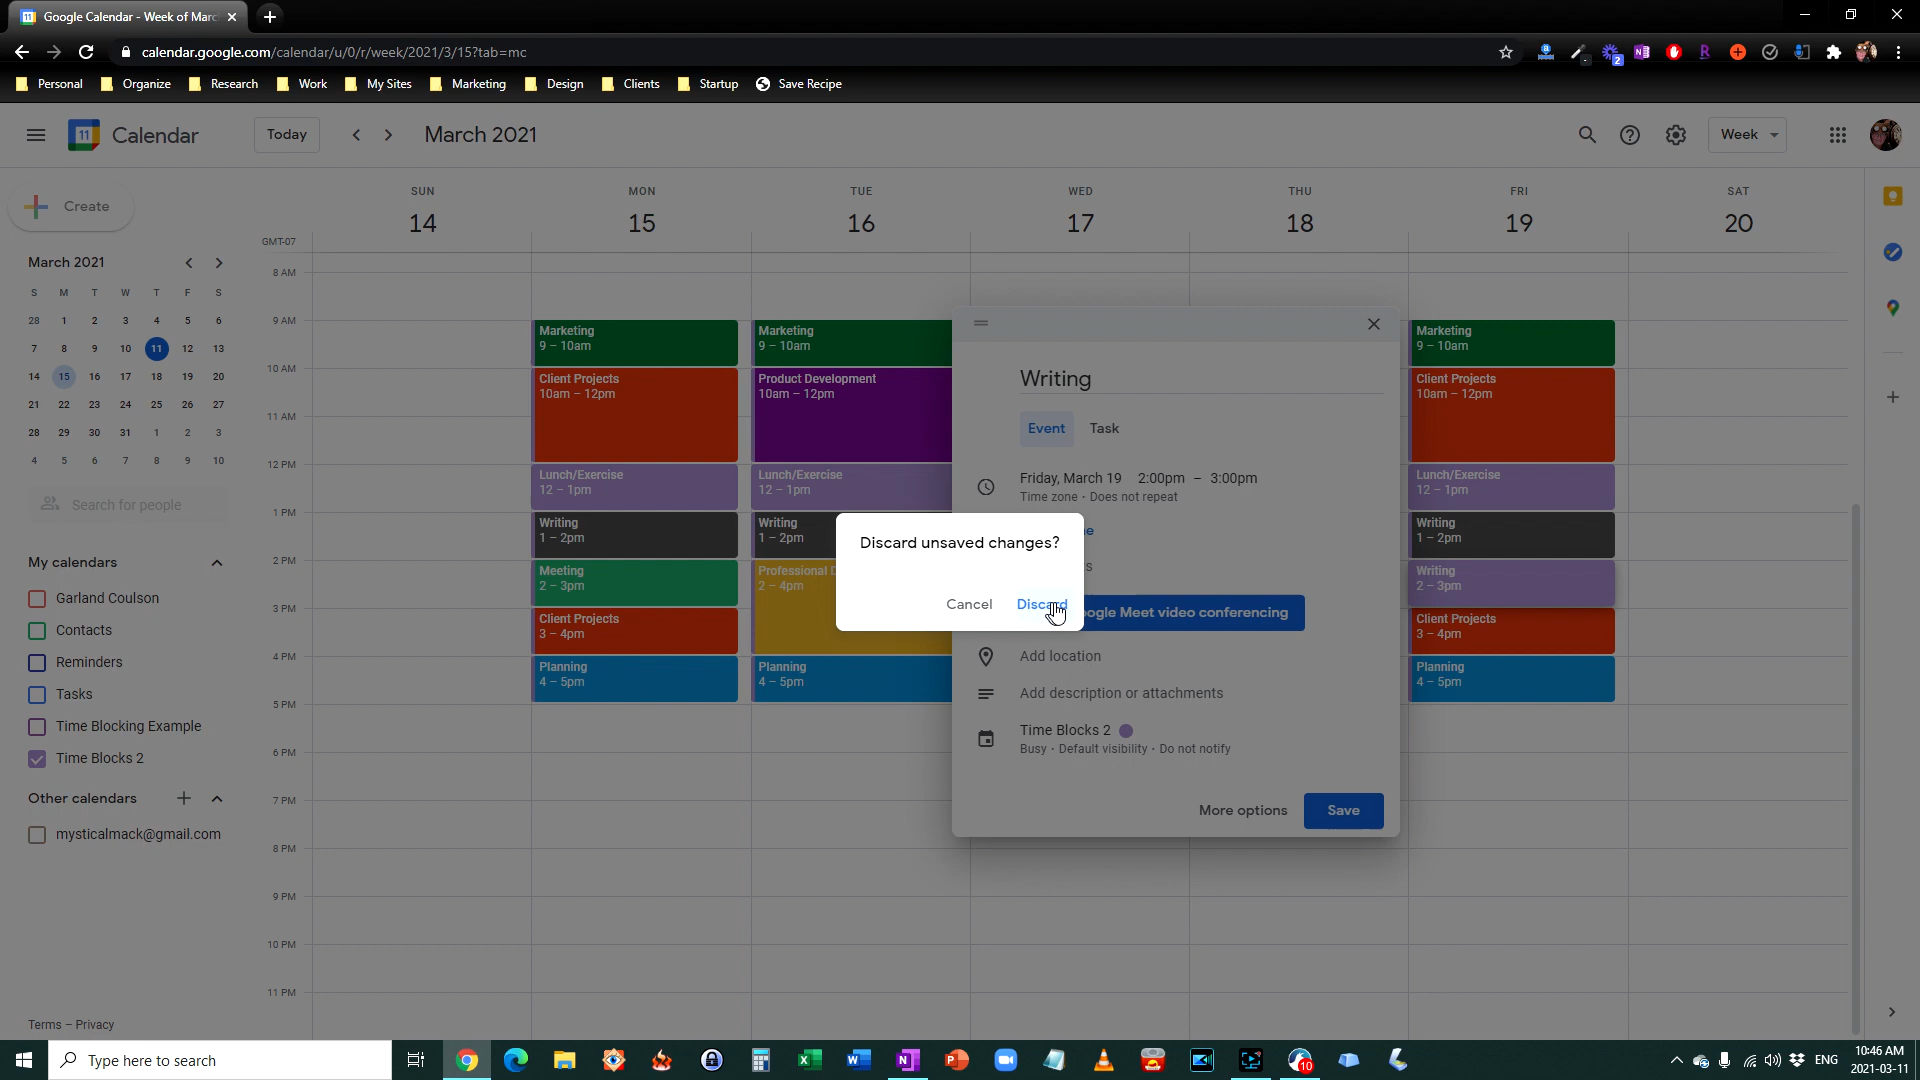 Google Calendar - Week of Marc
calendar.google.com/calendar/u/0/r/week/2021/3/15?tab=mc
2
Personal Organize Research Work My Sites Marketing Design Clients Startup Save Recipe
11 Calendar Today March 2021 Week
Create
SUN MON TUE WED THU FRI SAT
14 15 16 17 18 19 20
GMT-07
March 2021
S M T W T F S
28 1 2 3 4 5 6
7 8 9 10 11 12 13
14 15 16 17 18 19 20
21 22 23 24 25 26 27
28 29 30 31 1 2 3
4 5 6 7 8 9 10
Search for people
My calendars
Garland Coulson
Contacts
Reminders
Tasks
Time Blocking Example
Time Blocks 2
Other calendars
mysticalmack@gmail.com
Terms – Privacy
8 AM
9 AM
10 AM
11 AM
12 PM
1 PM
2 PM
3 PM
4 PM
5 PM
6 PM
7 PM
8 PM
9 PM
10 PM
11 PM
Marketing
9 – 10am
Client Projects
10am – 12pm
Lunch/Exercise
12 – 1pm
Writing
1 – 2pm
Meeting
2 – 3pm
Client Projects
3 – 4pm
Planning
4 – 5pm
Marketing
9 – 10am
Product Development
10am – 12pm
Lunch/Exercise
12 – 1pm
Writing
1 – 2pm
Professional D
2 – 4pm
Planning
4 – 5pm
Writing
Event Task
Friday, March 19 2:00pm – 3:00pm
Time zone · Does not repeat
Discard unsaved changes?
Cancel Discard
ogle Meet video conferencing
Add location
Add description or attachments
Time Blocks 2
Busy · Default visibility · Do not notify
More options Save
Marketing
9 – 10am
Client Projects
10am – 12pm
Lunch/Exercise
12 – 1pm
Writing
1 – 2pm
Writing
2 – 3pm
Client Projects
3 – 4pm
Planning
4 – 5pm
Type here to search
10
ENG
10:46 AM
2021-03-11